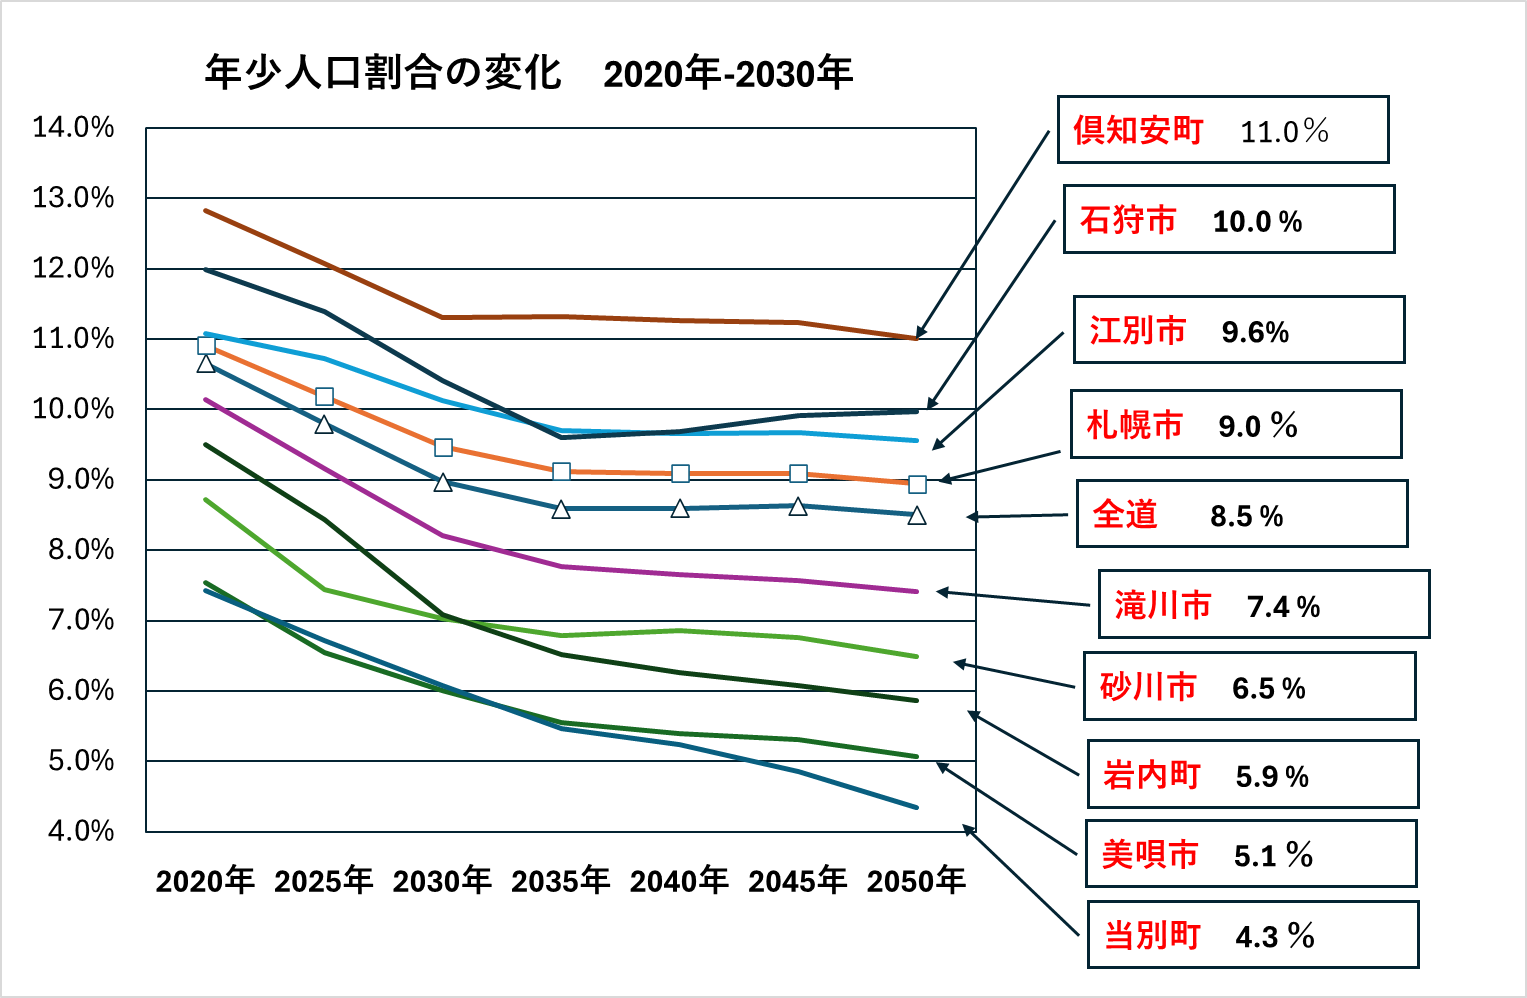 年少人口割合の変化　2020年-2030年
14.0%
13.0%
12.0%
11.0%
10.0%
9.0%
8.0%
7.0%
6.0%
5.0%
4.0%
2020年 2025年 2030年 2035年 2040年 2045年 2050年
倶知安町　11.0％
石狩市　10.0 %
江別市　9.6%
札幌市　9.0 %
全道　8.5 %
滝川市　7.4 %
砂川市　6.5 %
岩内町　5.9 %
美唄市　5.1 %
当別町　4.3 %